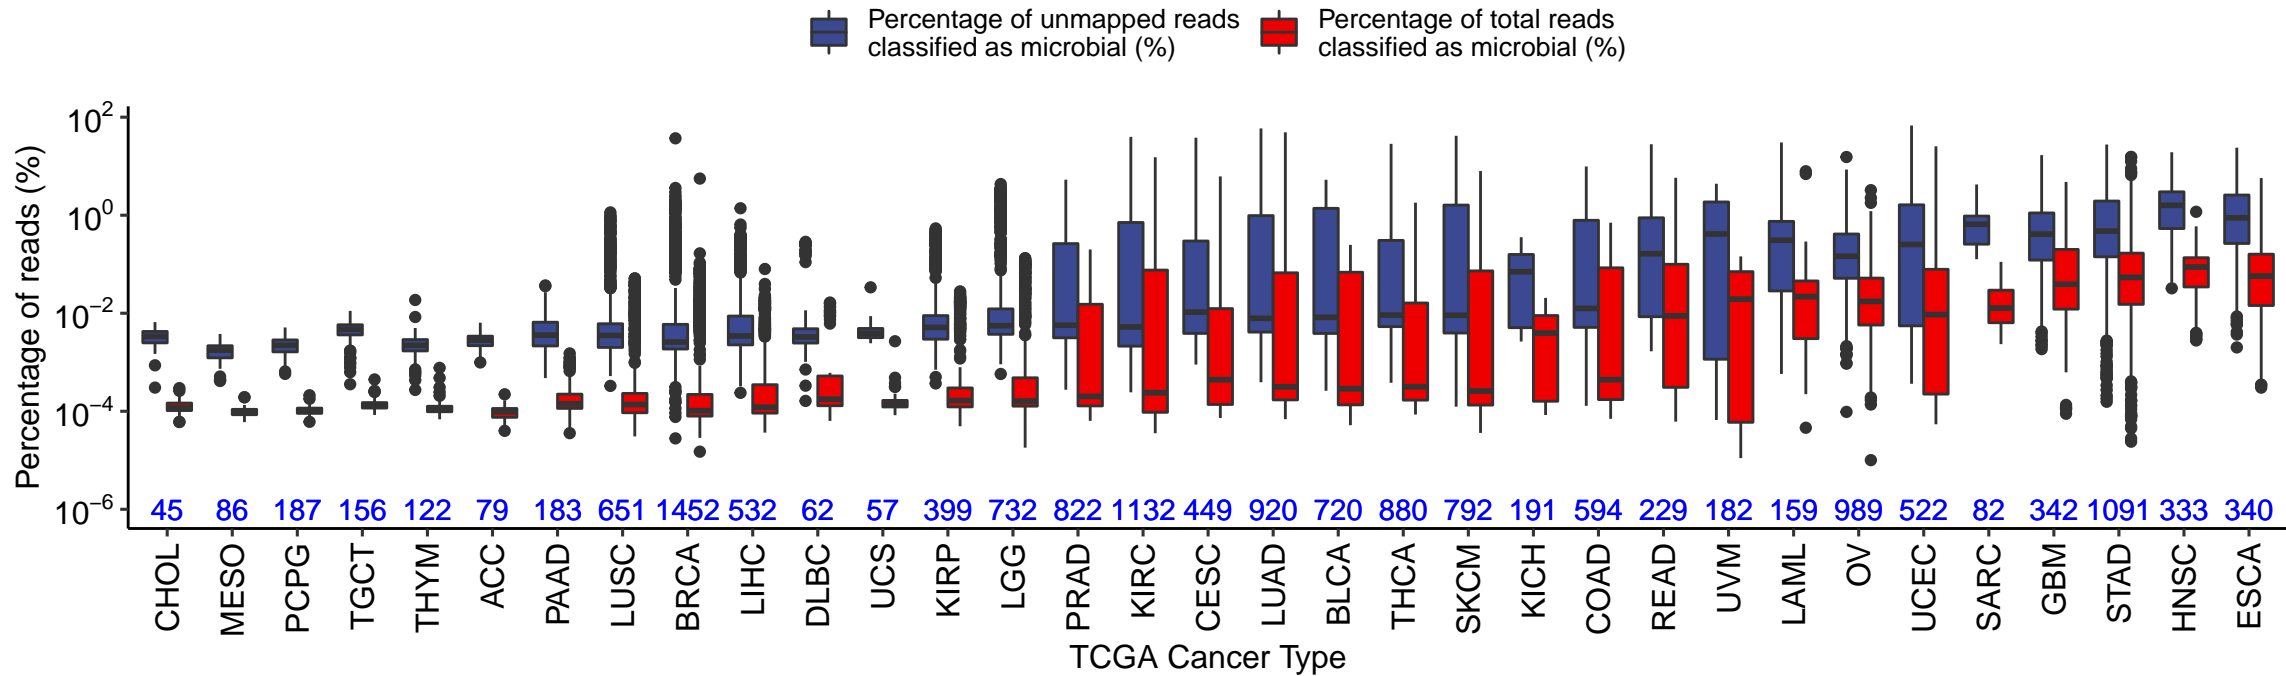 Percentage of unmapped reads classified as microbial (%)
Percentage of total reads classified as microbial (%)
Percentage of reads (%)
10²
10⁰
10⁻²
10⁻⁴
10⁻⁶
45 86 187 156 122 79 183 651 1452 532 62 57 399 732 822 1132 449 920 720 880 792 191 594 229 182 159 989 522 82 342 1091 333 340
CHOL MESO PCPG TGCT THYM ACC PAAD LUSC BRCA LIHC DLBC UCS KIRP LGG PRAD KIRC CESC LUAD BLCA THCA SKCM KICH COAD READ UVM LAML OV UCEC SARC GBM STAD HNSC ESCA
TCGA Cancer Type